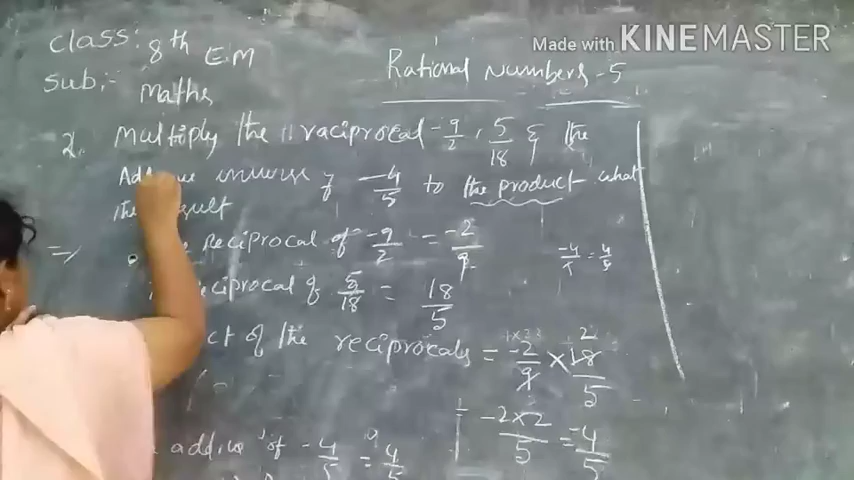 Made with KINEMASTER
class: 8th E.M
Sub:- Maths
Rational Numbers -5
2. Multiply the raciprocal -9/2, 5/18 & the
inverse of -4/5 to the product what
the result
=> Reciprocal of -9/2 = -2/9
-4/5 = 4/5
reciprocal of 5/18 = 18/5
of the reciprocals = -2/9 × 18/5
= -2×2/5 = -4/5
additive of -4/5 = 4/5